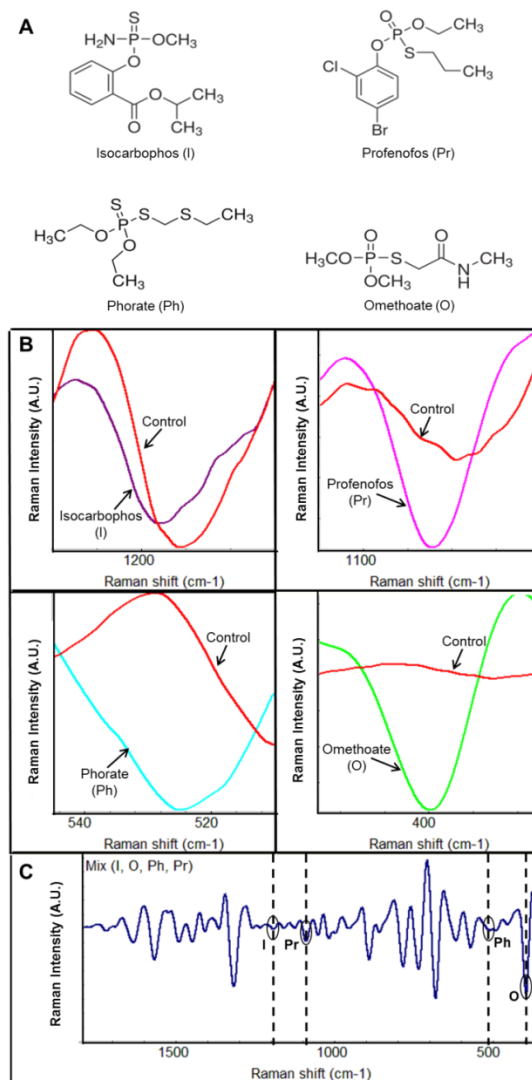 A
S
H₂N P OCH₃
O
O CH₃
O CH₃
Isocarbophos (I)
O
O P O CH₃
Cl S
CH₃
Br
Profenofos (Pr)
S
H₃C O P S S CH₃
O
CH₃
Phorate (Ph)
O O
H₃CO P S N CH₃
OCH₃ H
Omethoate (O)
B
Raman Intensity (A.U.)
Control
Isocarbophos
(I)
1200
Raman shift (cm-1)
Raman Intensity (A.U.)
Control
Profenofos
(Pr)
1100
Raman shift (cm-1)
Raman Intensity (A.U.)
Control
Phorate
(Ph)
540 520
Raman shift (cm-1)
Raman Intensity (A.U.)
Control
Omethoate
(O)
400
Raman shift (cm-1)
C
Mix (I, O, Ph, Pr)
Raman Intensity (A.U.)
I Pr Ph O
1500 1000 500
Raman shift (cm-1)